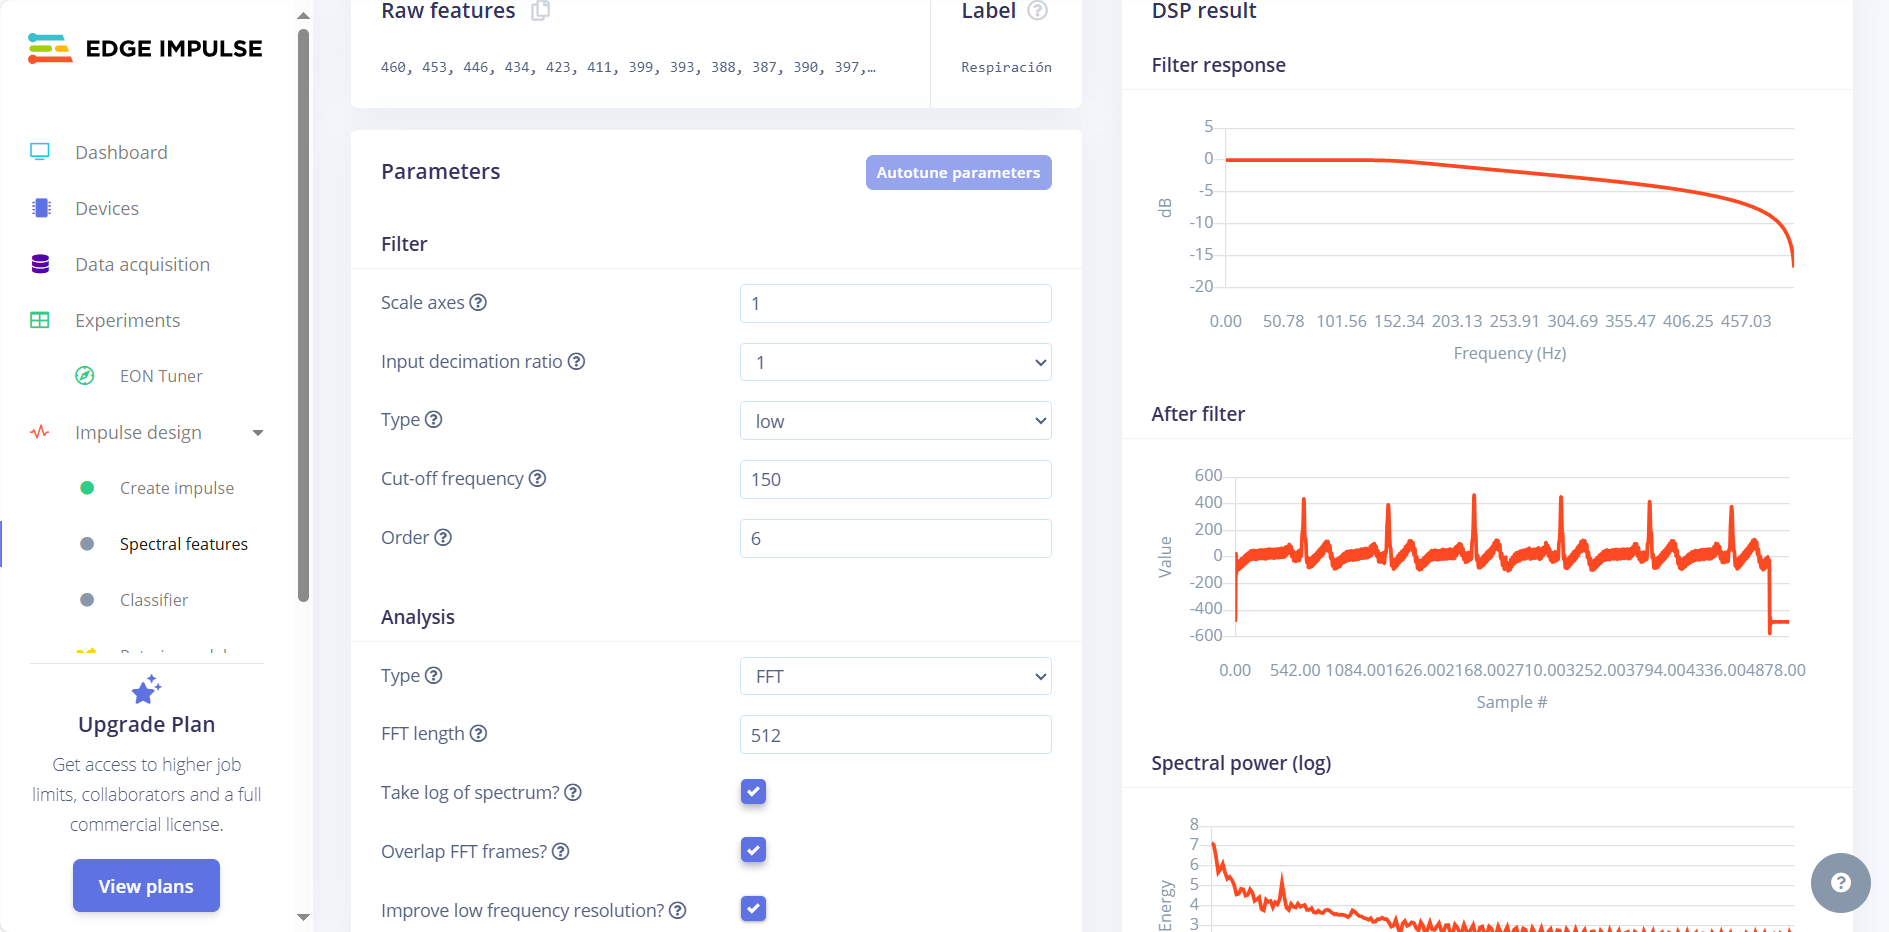 EDGE IMPULSE
Dashboard
Devices
Data acquisition
Experiments
EON Tuner
Impulse design
Create impulse
Spectral features
Classifier
Upgrade Plan
Get access to higher job
limits, collaborators and a full
commercial license.
View plans
Raw features
460, 453, 446, 434, 423, 411, 399, 393, 388, 387, 390, 397,…
Label
Respiración
Parameters
Autotune parameters
Filter
Scale axes
1
Input decimation ratio
1
Type
low
Cut-off frequency
150
Order
6
Analysis
Type
FFT
FFT length
512
Take log of spectrum?
Overlap FFT frames?
Improve low frequency resolution?
DSP result
Filter response
5
0
-5
-10
-15
-20
dB
0.00 50.78 101.56 152.34 203.13 253.91 304.69 355.47 406.25 457.03
Frequency (Hz)
After filter
600
400
200
0
-200
-400
-600
Value
0.00 542.00 1084.00 1626.00 2168.00 2710.00 3252.00 3794.00 4336.00 4878.00
Sample #
Spectral power (log)
8
7
6
5
4
3
Energy